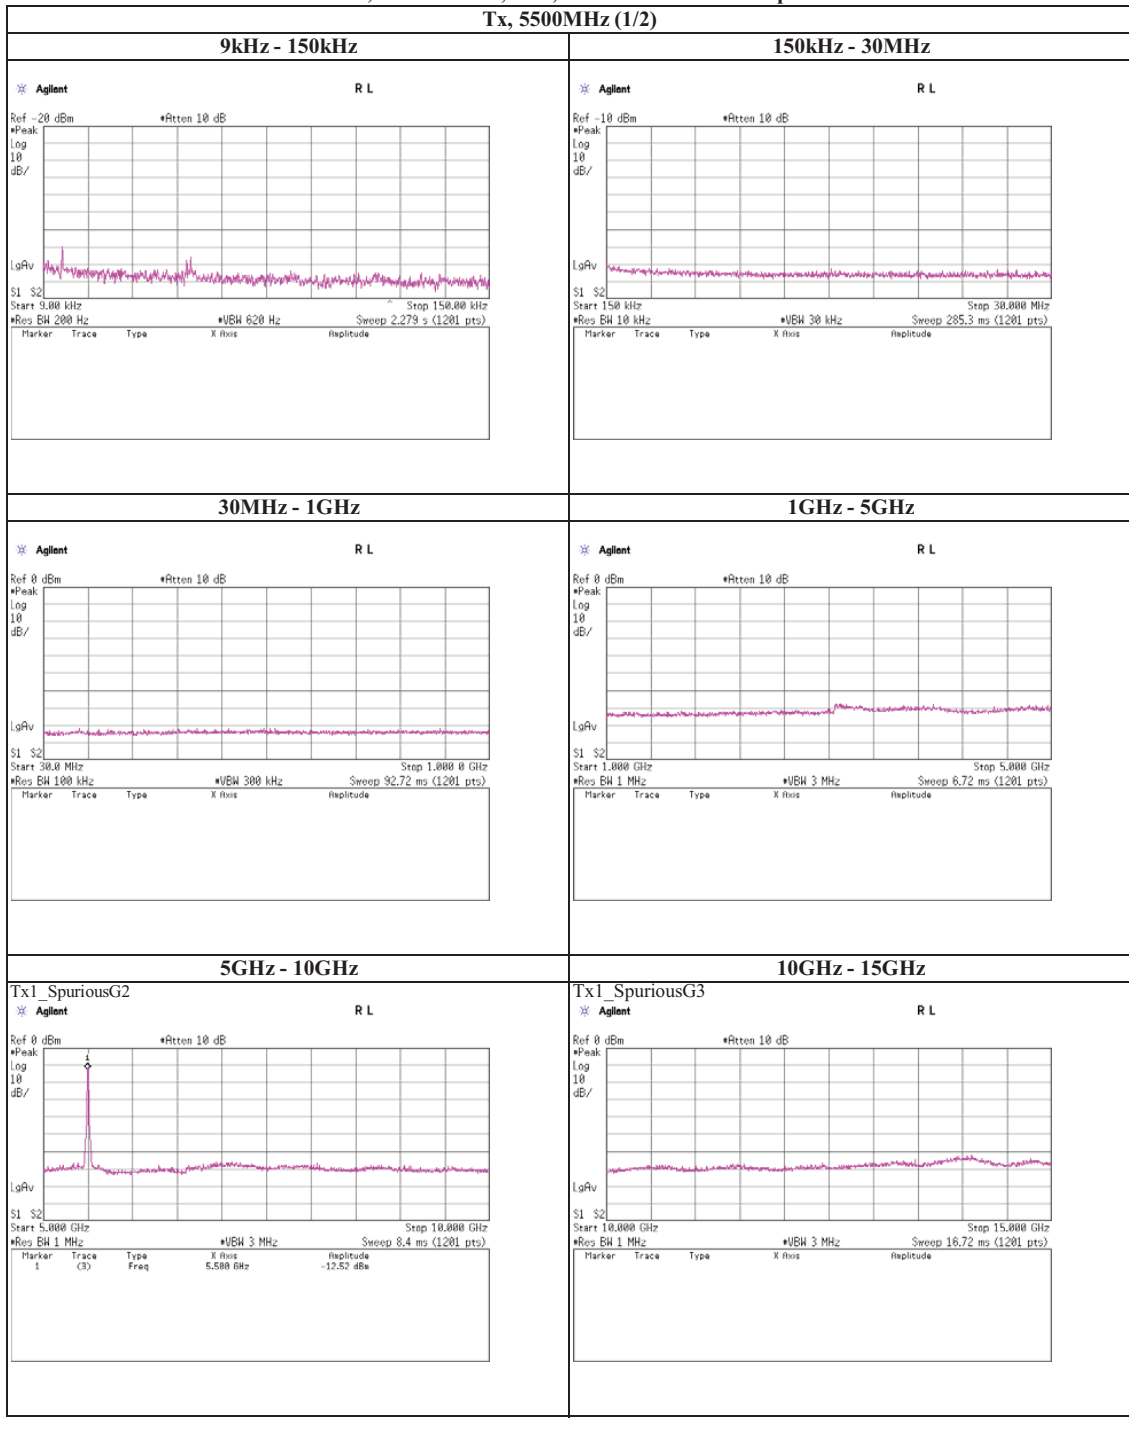 Tx, 5500MHz (1/2)
9kHz - 150kHz
150kHz - 30MHz
Agilent
R L
Ref -20 dBm
#Atten 10 dB
#Peak
Log
10
dB/
LgAv
S1 S2
Start 9.00 kHz
^ Stop 150.00 kHz
#Res BW 200 Hz
#VBW 620 Hz
Sweep 2.279 s (1201 pts)
Marker Trace Type X Axis Amplitude
Agilent
R L
Ref -10 dBm
#Atten 10 dB
#Peak
Log
10
dB/
LgAv
S1 S2
Start 150 kHz
Stop 30.000 MHz
#Res BW 10 kHz
#VBW 30 kHz
Sweep 285.3 ms (1201 pts)
Marker Trace Type X Axis Amplitude
30MHz - 1GHz
1GHz - 5GHz
Agilent
R L
Ref 0 dBm
#Atten 10 dB
#Peak
Log
10
dB/
LgAv
S1 S2
Start 30.0 MHz
Stop 1.000 0 GHz
#Res BW 100 kHz
#VBW 300 kHz
Sweep 92.72 ms (1201 pts)
Marker Trace Type X Axis Amplitude
Agilent
R L
Ref 0 dBm
#Atten 10 dB
#Peak
Log
10
dB/
LgAv
S1 S2
Start 1.000 GHz
Stop 5.000 GHz
#Res BW 1 MHz
#VBW 3 MHz
Sweep 6.72 ms (1201 pts)
Marker Trace Type X Axis Amplitude
5GHz - 10GHz
10GHz - 15GHz
Tx1_SpuriousG2
Agilent
R L
Ref 0 dBm
#Atten 10 dB
#Peak
Log
10
dB/
1
LgAv
S1 S2
Start 5.000 GHz
Stop 10.000 GHz
#Res BW 1 MHz
#VBW 3 MHz
Sweep 8.4 ms (1201 pts)
Marker Trace Type X Axis Amplitude
1 (3) Freq 5.500 GHz -12.52 dBm
Tx1_SpuriousG3
Agilent
R L
Ref 0 dBm
#Atten 10 dB
#Peak
Log
10
dB/
LgAv
S1 S2
Start 10.000 GHz
Stop 15.000 GHz
#Res BW 1 MHz
#VBW 3 MHz
Sweep 16.72 ms (1201 pts)
Marker Trace Type X Axis Amplitude